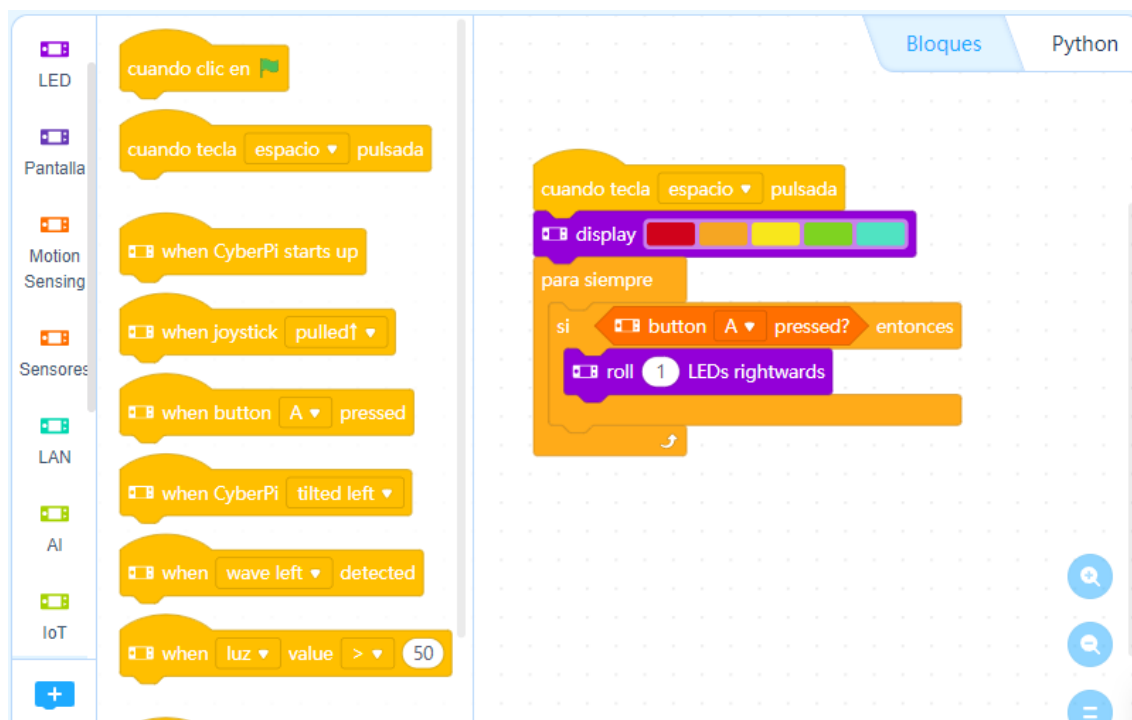 LED
Pantalla
Motion
Sensing
Sensores
LAN
AI
IoT
+
cuando clic en
cuando tecla espacio pulsada
when CyberPi starts up
when joystick pulled↑
when button A pressed
when CyberPi tilted left
when wave left detected
when luz value > 50
Bloques Python
cuando tecla espacio pulsada
display
para siempre
si button A pressed? entonces
roll 1 LEDs rightwards